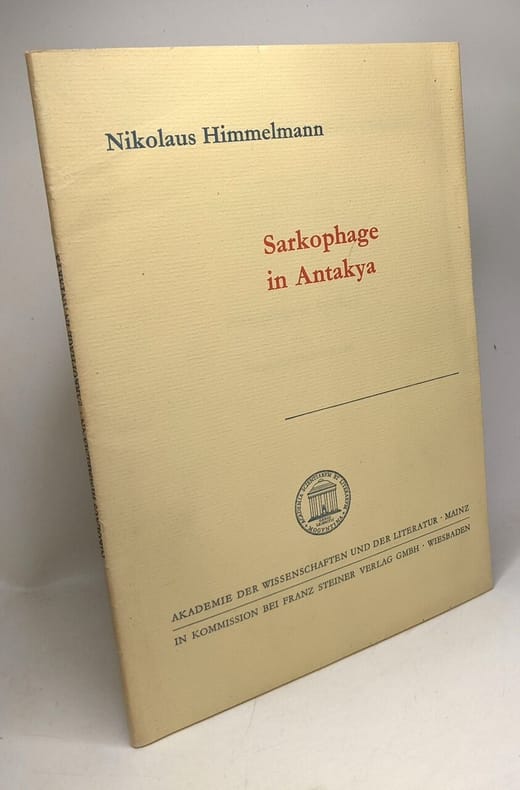 Nikolaus Himmelmann
Sarkophage
in Antakya
AKADEMIE DER WISSENSCHAFTEN UND DER LITERATUR · MAINZ
IN KOMMISSION BEI FRANZ STEINER VERLAG GMBH · WIESBADEN